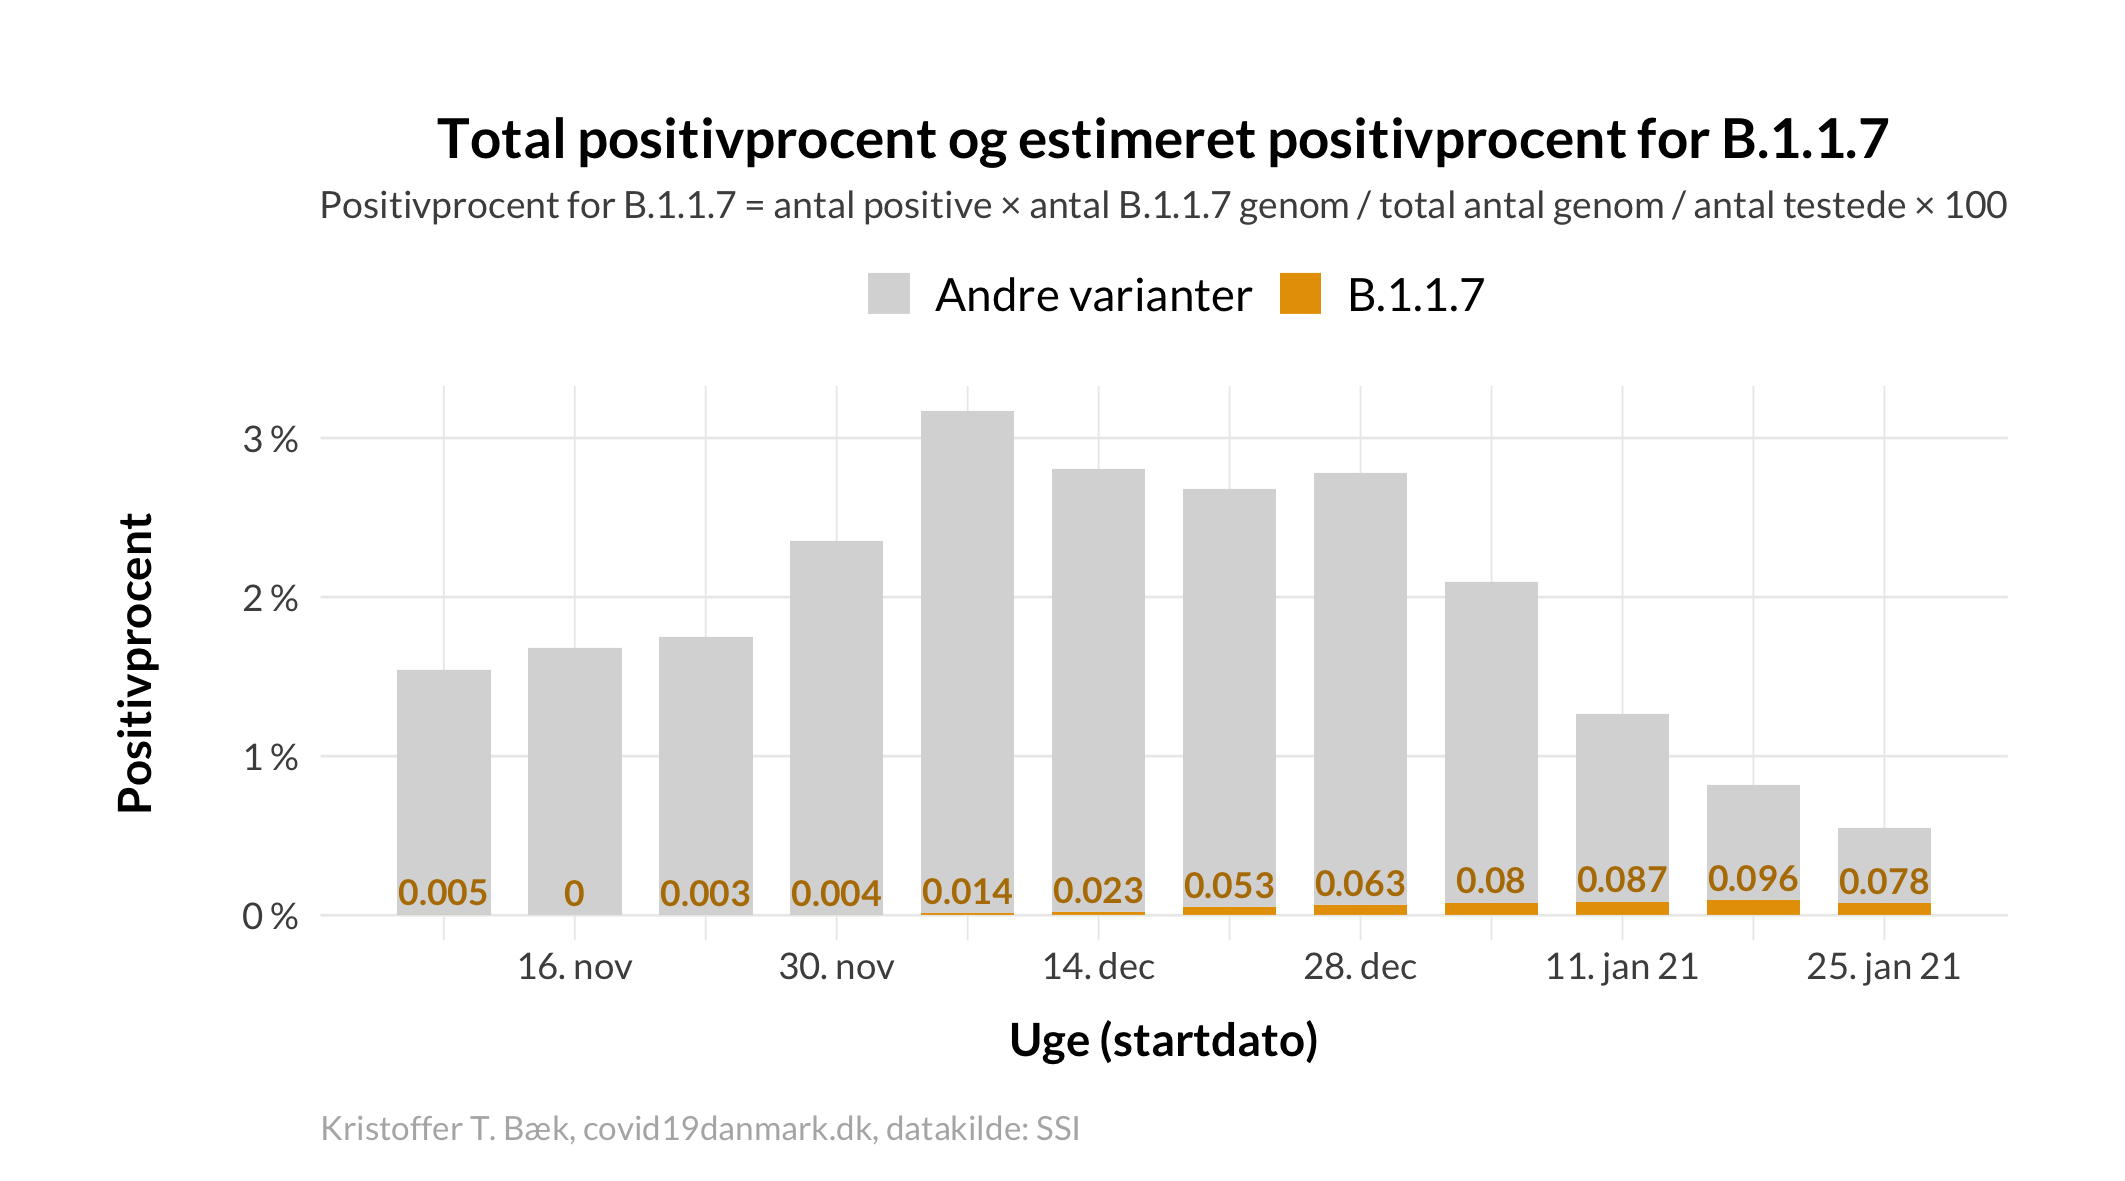 Total positivprocent og estimeret positivprocent for B.1.1.7
Positivprocent for B.1.1.7 = antal positive × antal B.1.1.7 genom / total antal genom / antal testede × 100
Andre varianter B.1.1.7
Positivprocent
3 %
2 %
1 %
0 %
0.005 0 0.003 0.004 0.014 0.023 0.053 0.063 0.08 0.087 0.096 0.078
16. nov 30. nov 14. dec 28. dec 11. jan 21 25. jan 21
Uge (startdato)
Kristoffer T. Bæk, covid19danmark.dk, datakilde: SSI